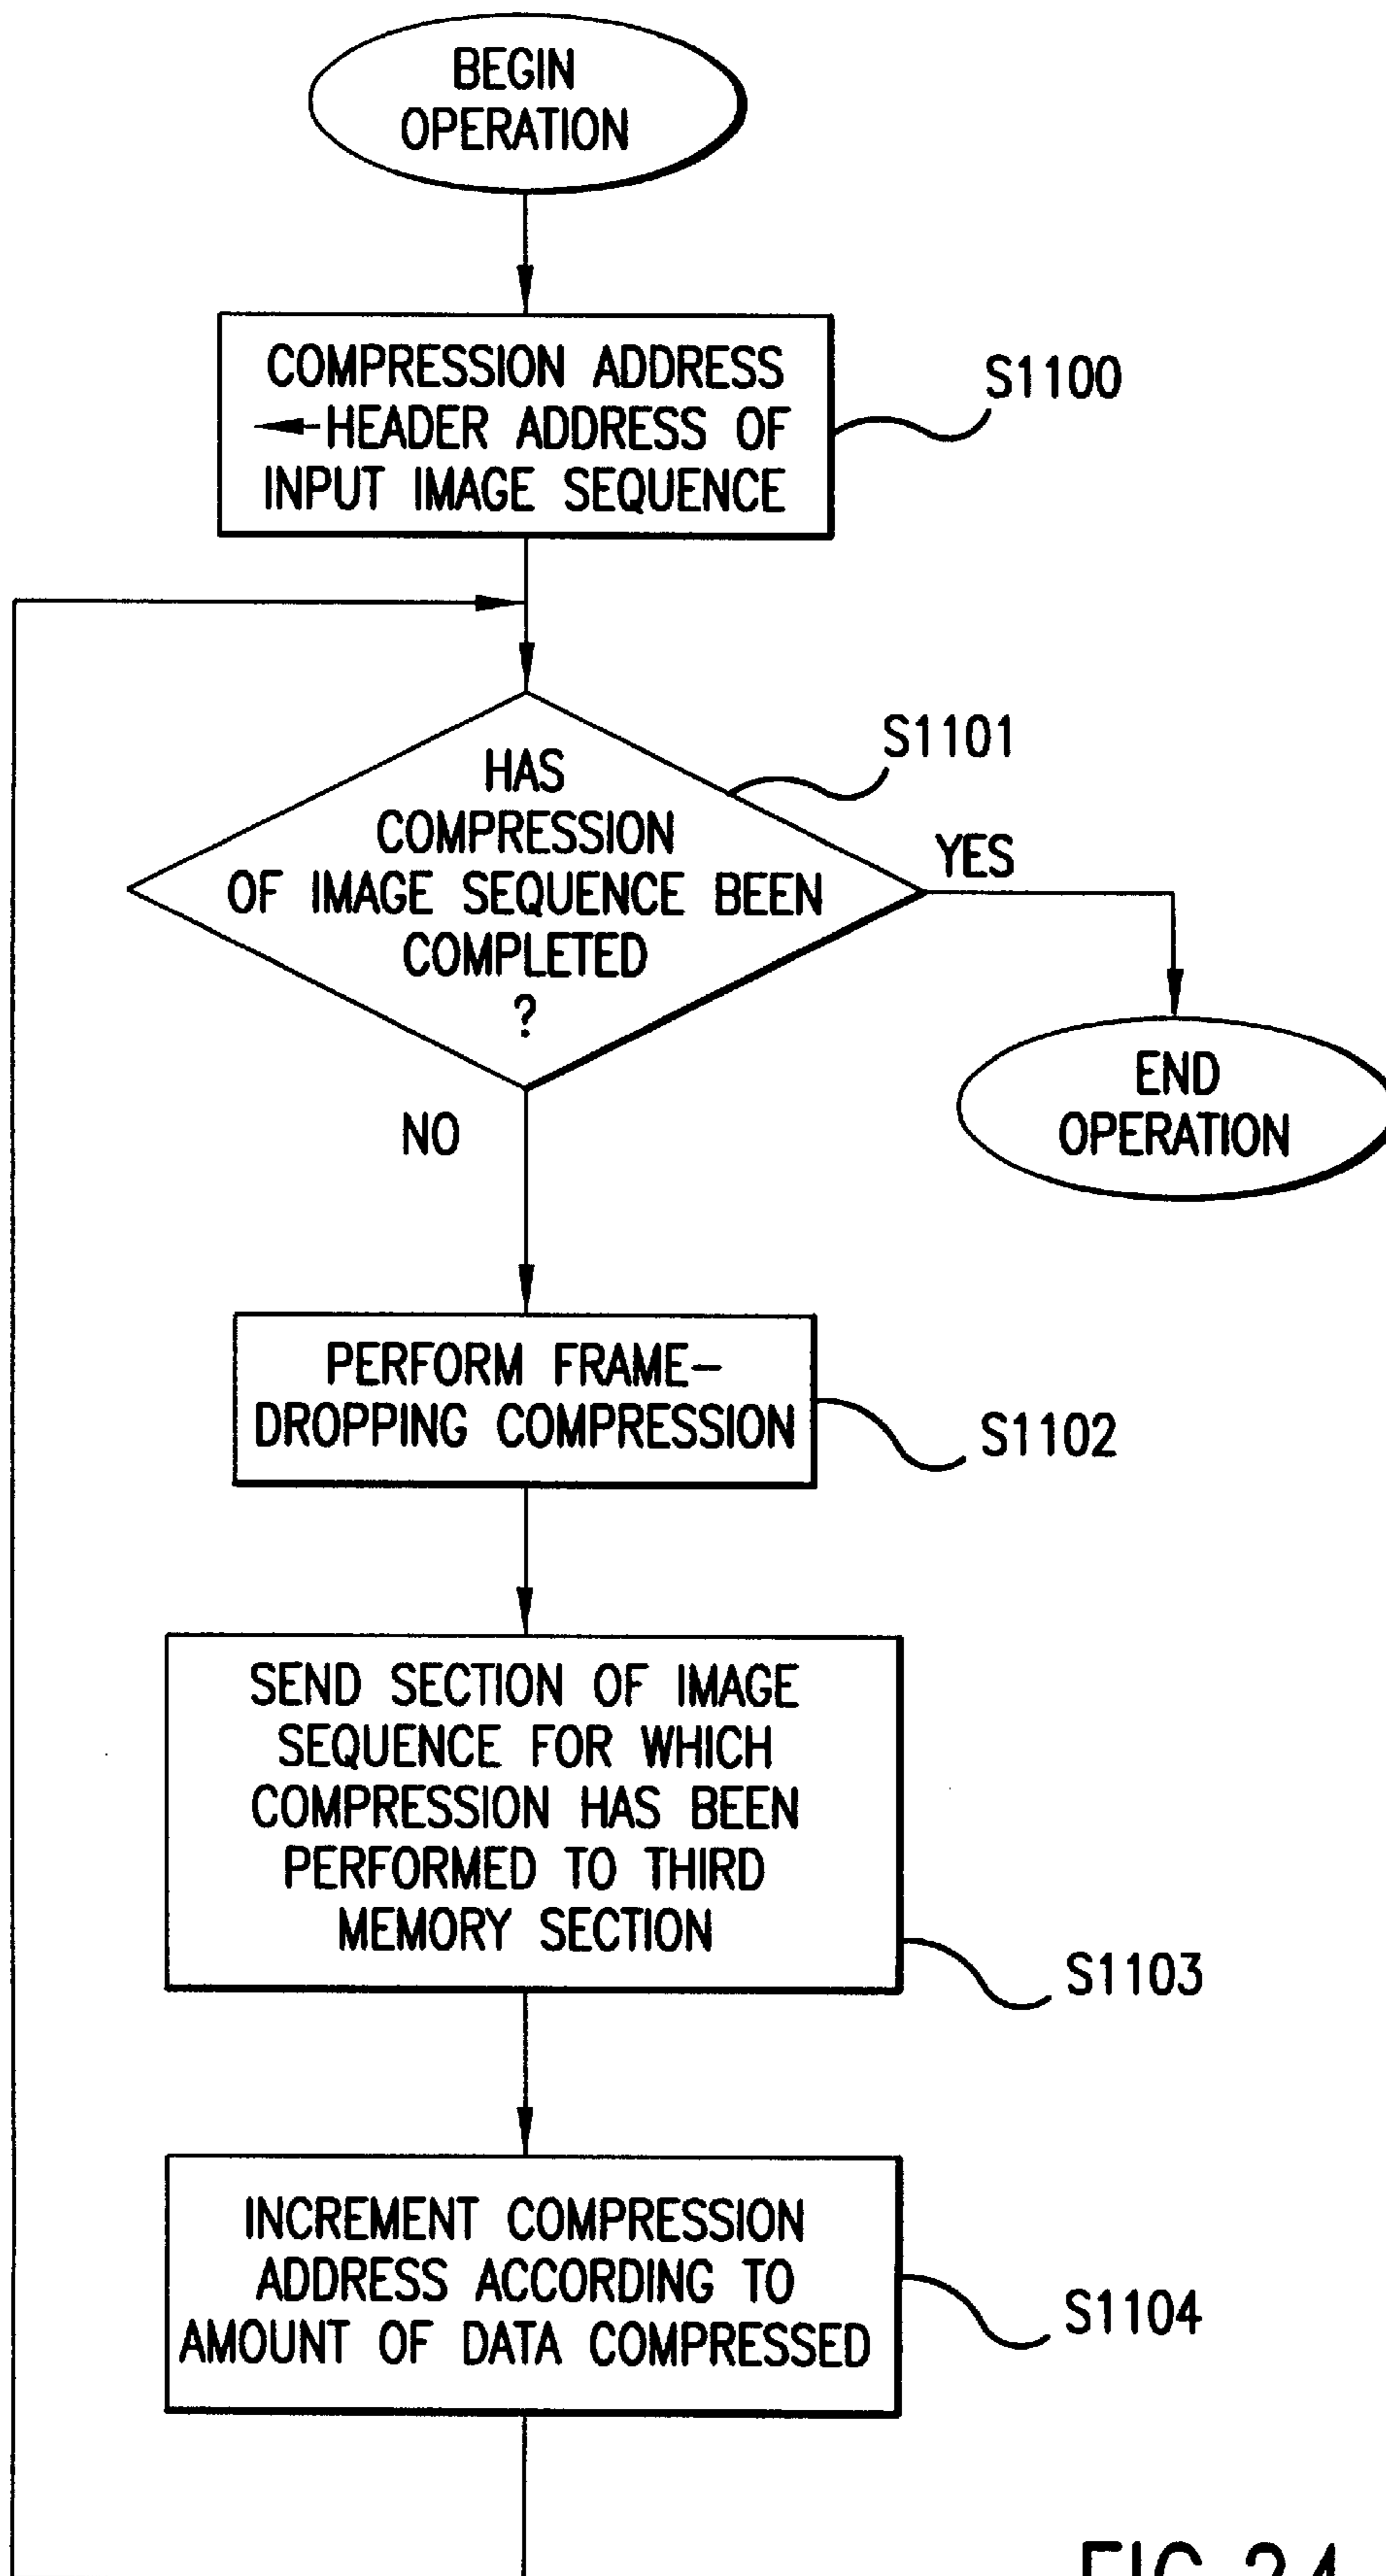 BEGIN
OPERATION
COMPRESSION ADDRESS
←HEADER ADDRESS OF
INPUT IMAGE SEQUENCE
S1100
HAS
COMPRESSION
OF IMAGE SEQUENCE BEEN
COMPLETED
?
S1101
YES
END
OPERATION
NO
PERFORM FRAME-
DROPPING COMPRESSION
S1102
SEND SECTION OF IMAGE
SEQUENCE FOR WHICH
COMPRESSION HAS BEEN
PERFORMED TO THIRD
MEMORY SECTION
S1103
INCREMENT COMPRESSION
ADDRESS ACCORDING TO
AMOUNT OF DATA COMPRESSED
S1104
FIG.24